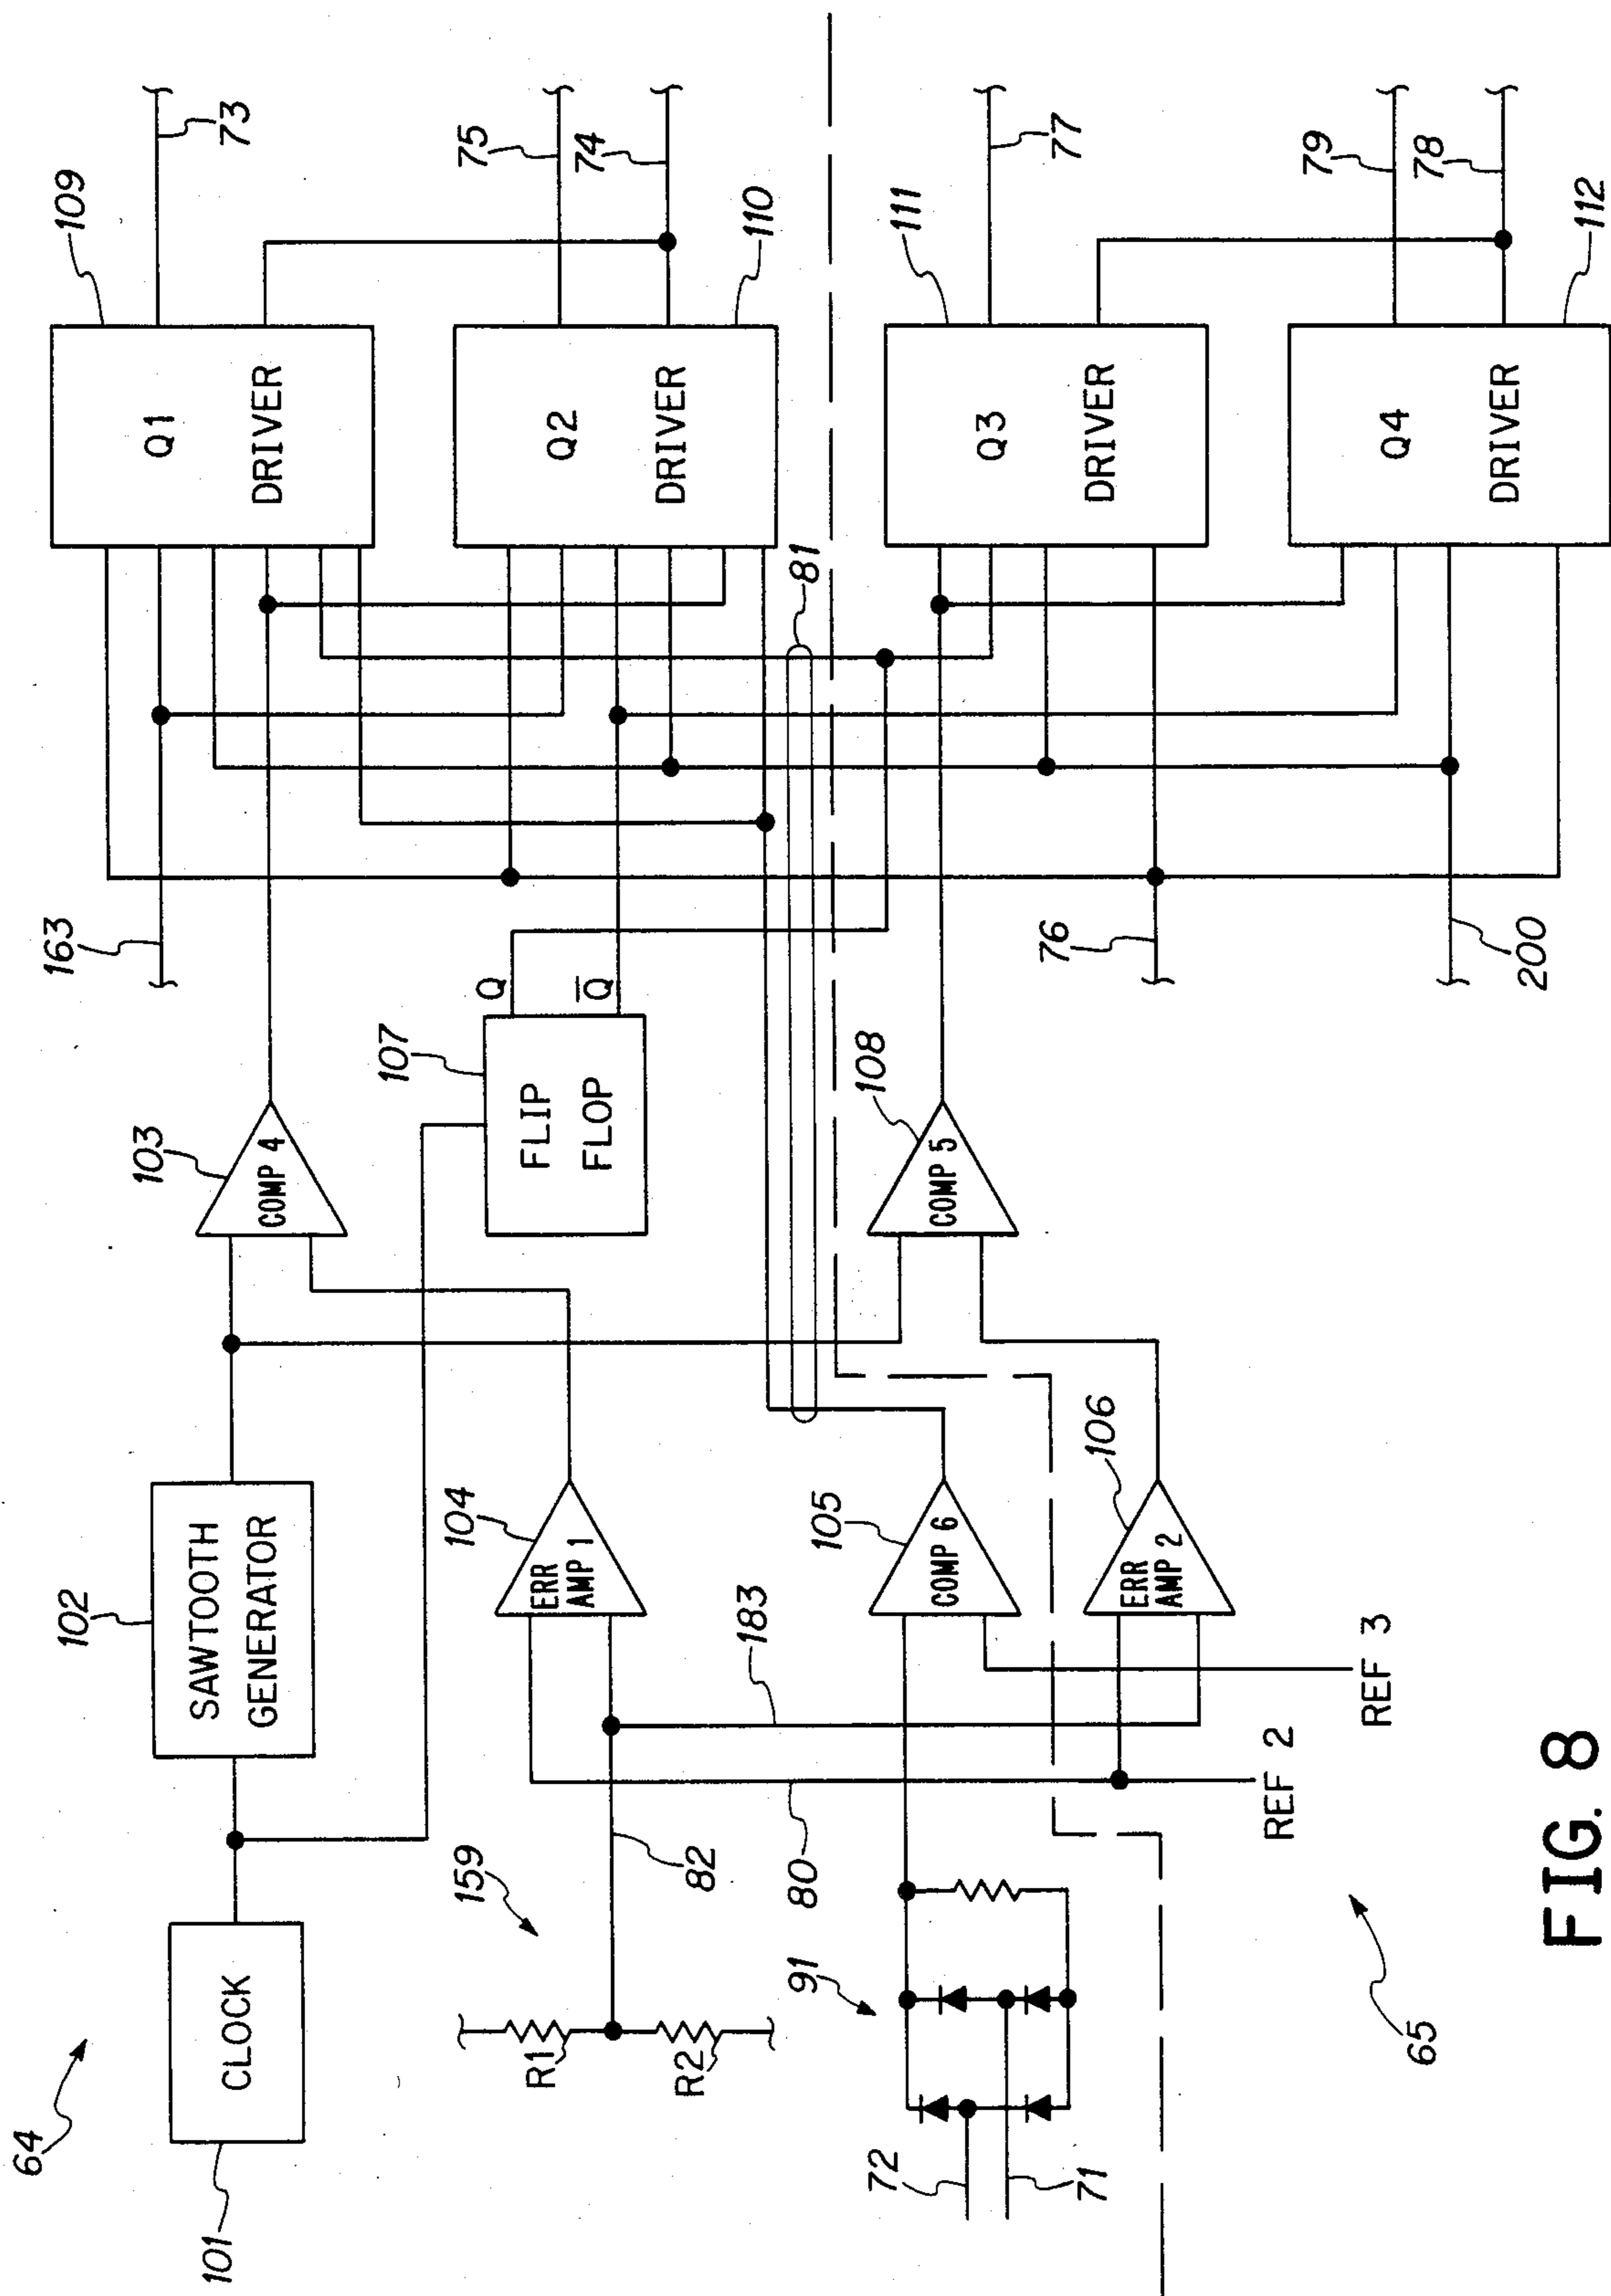 64
101
CLOCK
102
SAWTOOTH
GENERATOR
103
COMP 4
163
109
Q1
DRIVER
73
159
R1
R2
82
104
ERR
AMP 1
107
FLIP
FLOP
Q
Q̅
Q2
DRIVER
75
74
110
183
80
81
91
72
71
105
COMP 6
108
COMP 5
76
111
Q3
DRIVER
77
106
ERR
AMP 2
REF 2
REF 3
200
Q4
DRIVER
79
78
112
65
FIG. 8